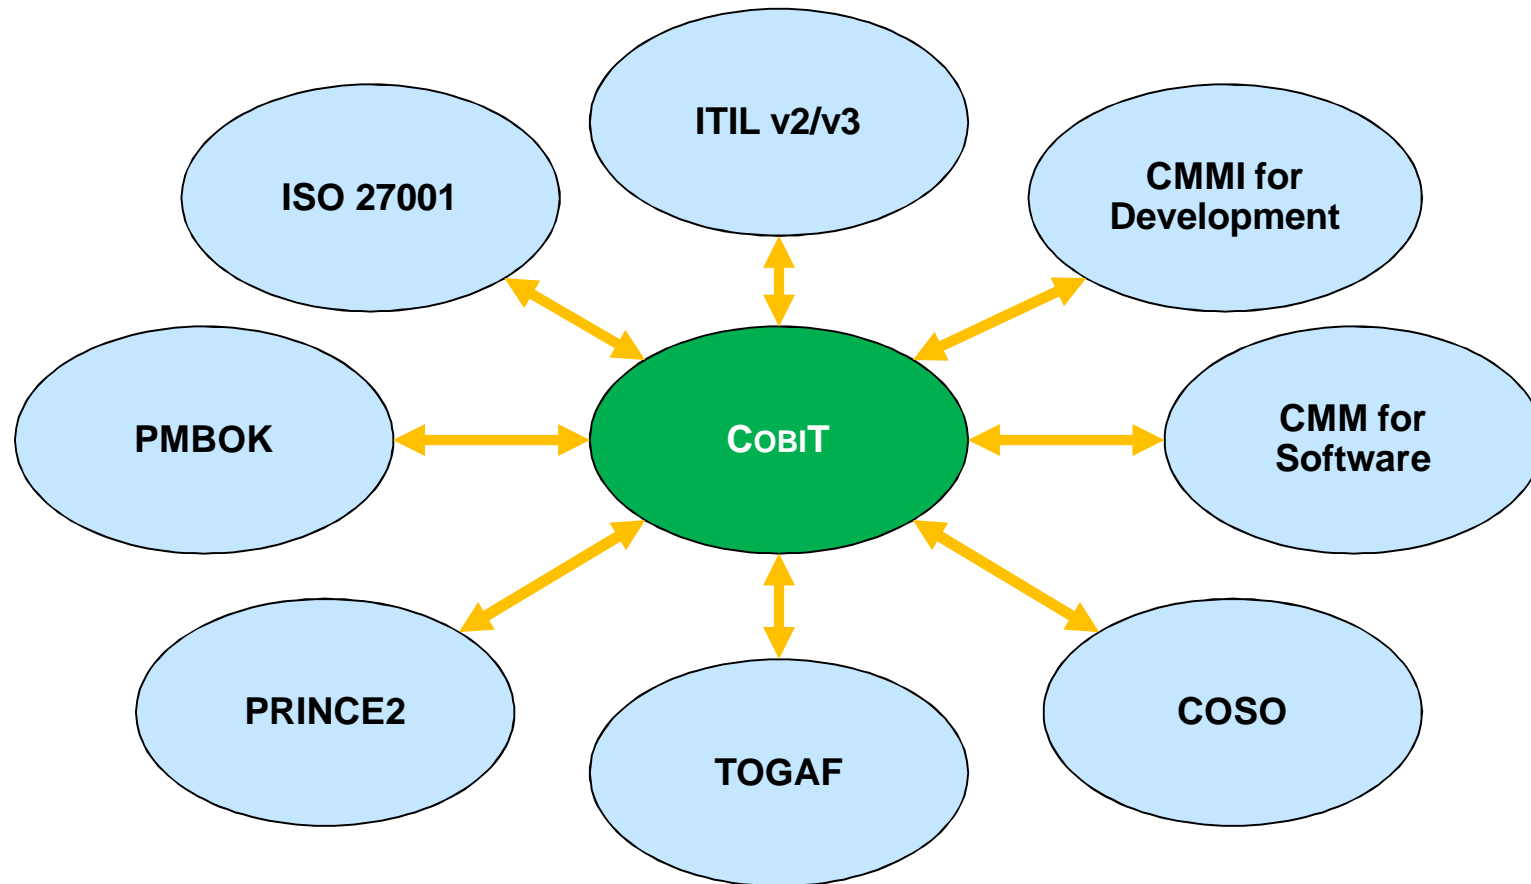 ITIL v2/v3
ISO 27001
CMMI for
Development
PMBOK
COBIT
CMM for
Software
PRINCE2
TOGAF
COSO